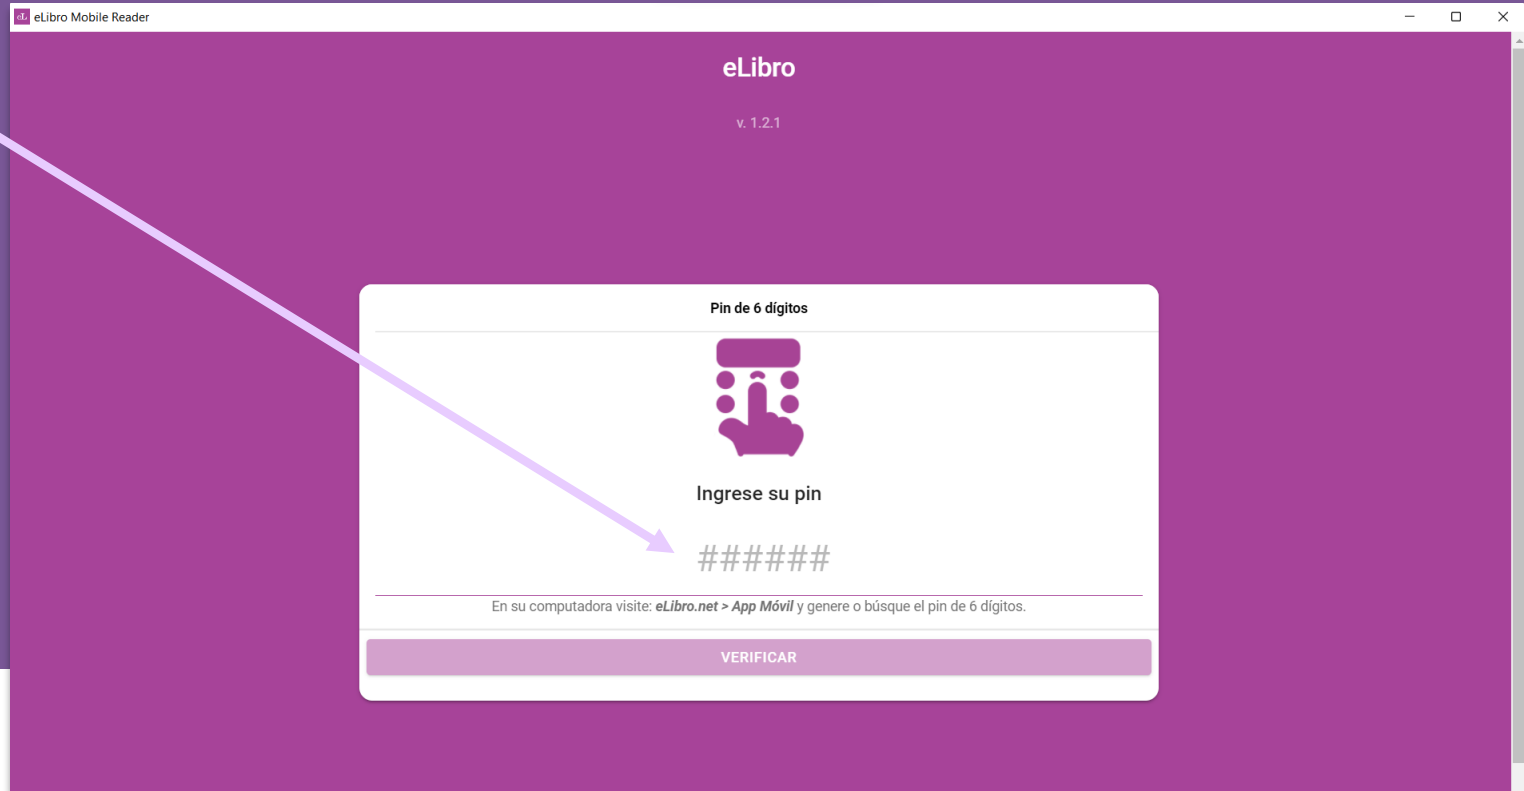 eL eLibro Mobile Reader
eLibro
v. 1.2.1
Pin de 6 dígitos
Ingrese su pin
######
En su computadora visite: eLibro.net > App Móvil y genere o búsque el pin de 6 dígitos.
VERIFICAR